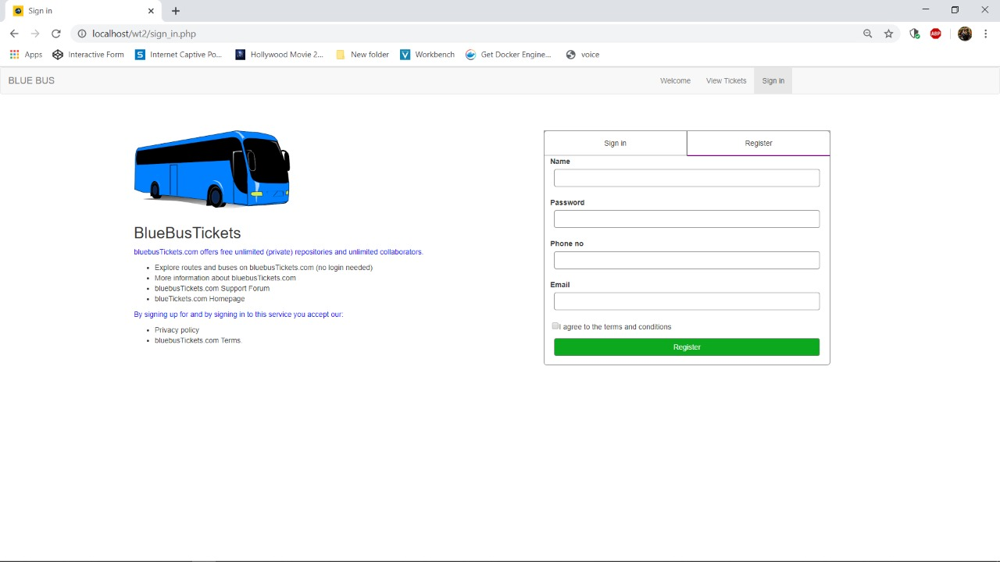 Sign in
localhost/wt2/sign_in.php
ABP
Apps
Interactive Form
S
Internet Captive Po...
Hollywood Movie 2...
New folder
V
Workbench
Get Docker Engine...
voice
BLUE BUS
Welcome
View Tickets
Sign in
Sign in
Register
Name
Password
Phone no
Email
I agree to the terms and conditions
Register
BlueBusTickets
bluebusTickets.com offers free unlimited (private) repositories and unlimited collaborators.
Explore routes and buses on bluebusTickets.com (no login needed)
More information about bluebusTickets.com
bluebusTickets.com Support Forum
blueTickets.com Homepage
By signing up for and by signing in to this service you accept our:
Privacy policy
bluebusTickets.com Terms.